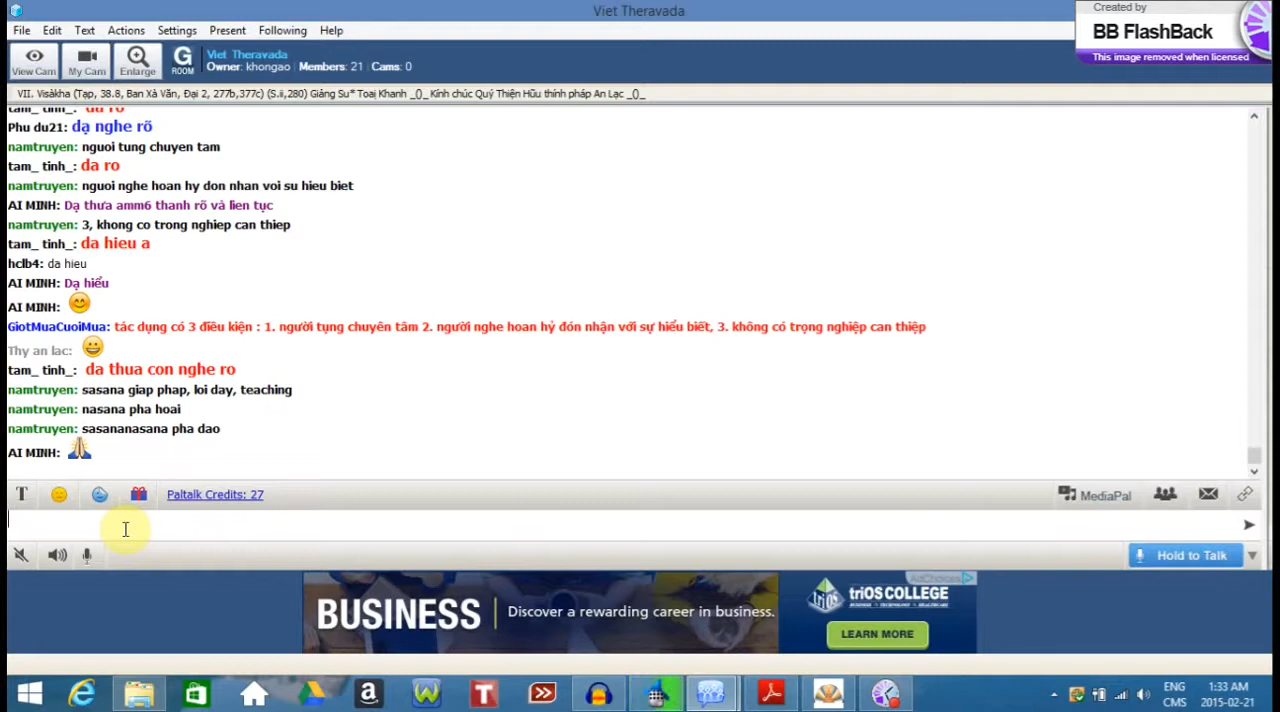 Viet Theravada
Created by
BB FlashBack
This image removed when licensed
File Edit Text Actions Settings Present Following Help
View Cam My Cam Enlarge G ROOM
Viet Theravada
Owner: khongao Members: 21 Cams: 0
VII. Visàkha (Tạp, 38.8, Ban Xà Văn, Đại 2, 277b,377c) (S.ii,280) Giảng Su* Toại Khanh _()_ Kính chúc Quý Thiện Hữu thính pháp An Lạc _()_
tam_ tinh_: da ro
Phu du21: dạ nghe rõ
namtruyen: nguoi tung chuyen tam
tam_ tinh_: da ro
namtruyen: nguoi nghe hoan hy don nhan voi su hieu biet
AI MINH: Dạ thưa amm6 thanh rõ và lien tục
namtruyen: 3, khong co trong nghiep can thiep
tam_ tinh_: da hieu a
hclb4: da hieu
AI MINH: Dạ hiểu
AI MINH:
GiotMuaCuoiMua: tác dụng có 3 điều kiện : 1. người tụng chuyên tâm 2. người nghe hoan hỷ đón nhận với sự hiểu biết, 3. không có trọng nghiệp can thiệp
Thy an lac:
tam_ tinh_: da thua con nghe ro
namtruyen: sasana giap phap, loi day, teaching
namtruyen: nasana pha hoai
namtruyen: sasananasana pha dao
AI MINH:
T Paltalk Credits: 27 MediaPal
Hold to Talk
BUSINESS Discover a rewarding career in business.
AdChoices
triOS COLLEGE
BUSINESS • TECHNOLOGY • HEALTHCARE
LEARN MORE
ENG 1:33 AM
CMS 2015-02-21